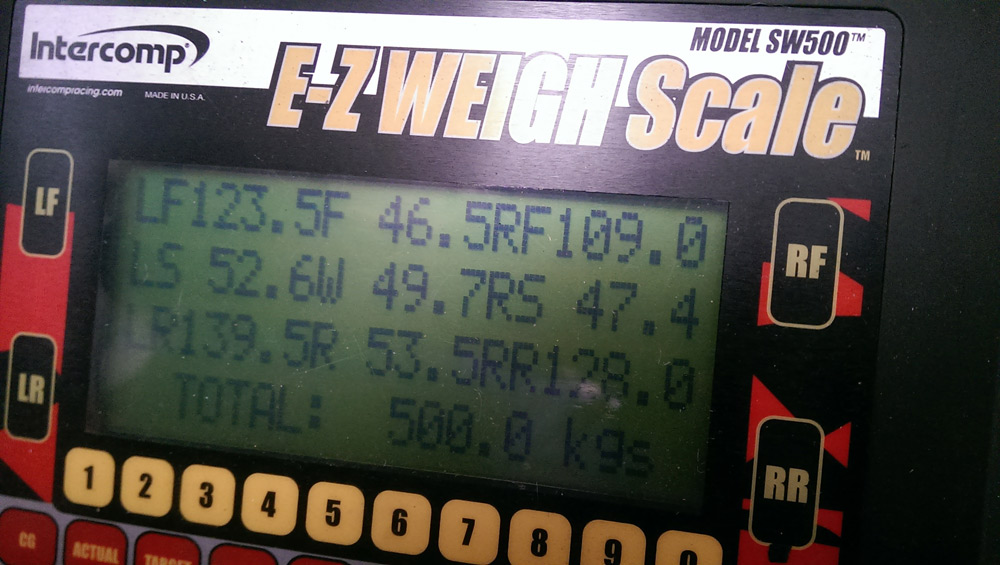 Intercomp®
intercompracing.com MADE IN U.S.A.
MODEL SW500™
E-Z WEIGH Scale™
LF
RF
LR
RR
LF123.5F 46.5RF109.0
LS 52.6W 49.7RS 47.4
LR139.5R 53.5RR128.0
TOTAL: 500.0 kgs
1 2 3 4 5 6 7 8 9 0
CG ACTUAL TARGET